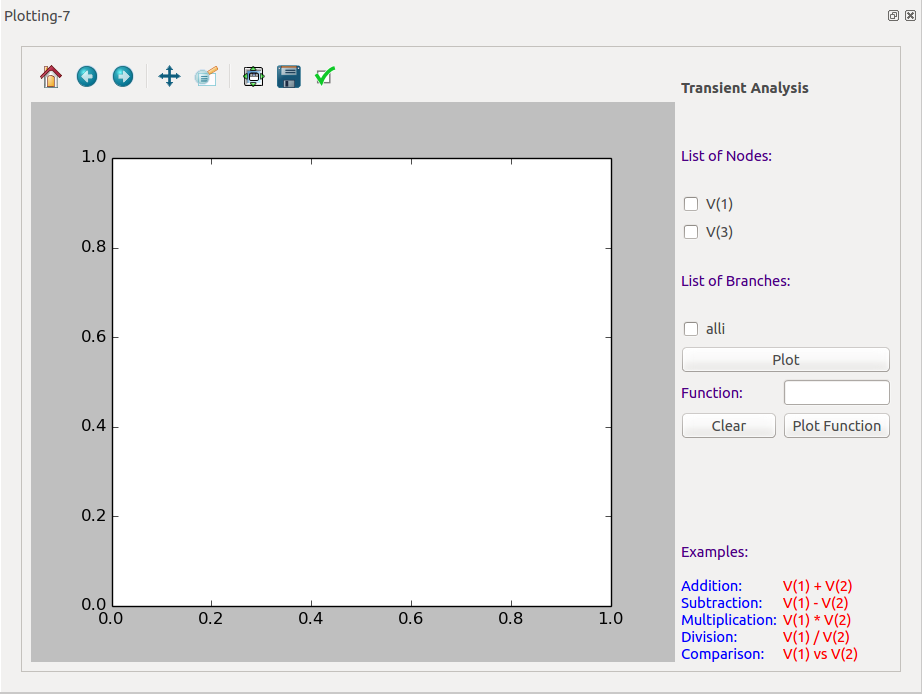 Plotting-7
Transient Analysis
1.0
0.8
0.6
0.4
0.2
0.0
0.0 0.2 0.4 0.6 0.8 1.0
List of Nodes:
V(1)
V(3)
List of Branches:
alli
Plot
Function:
Clear Plot Function
Examples:
Addition: V(1) + V(2)
Subtraction: V(1) - V(2)
Multiplication: V(1) * V(2)
Division: V(1) / V(2)
Comparison: V(1) vs V(2)